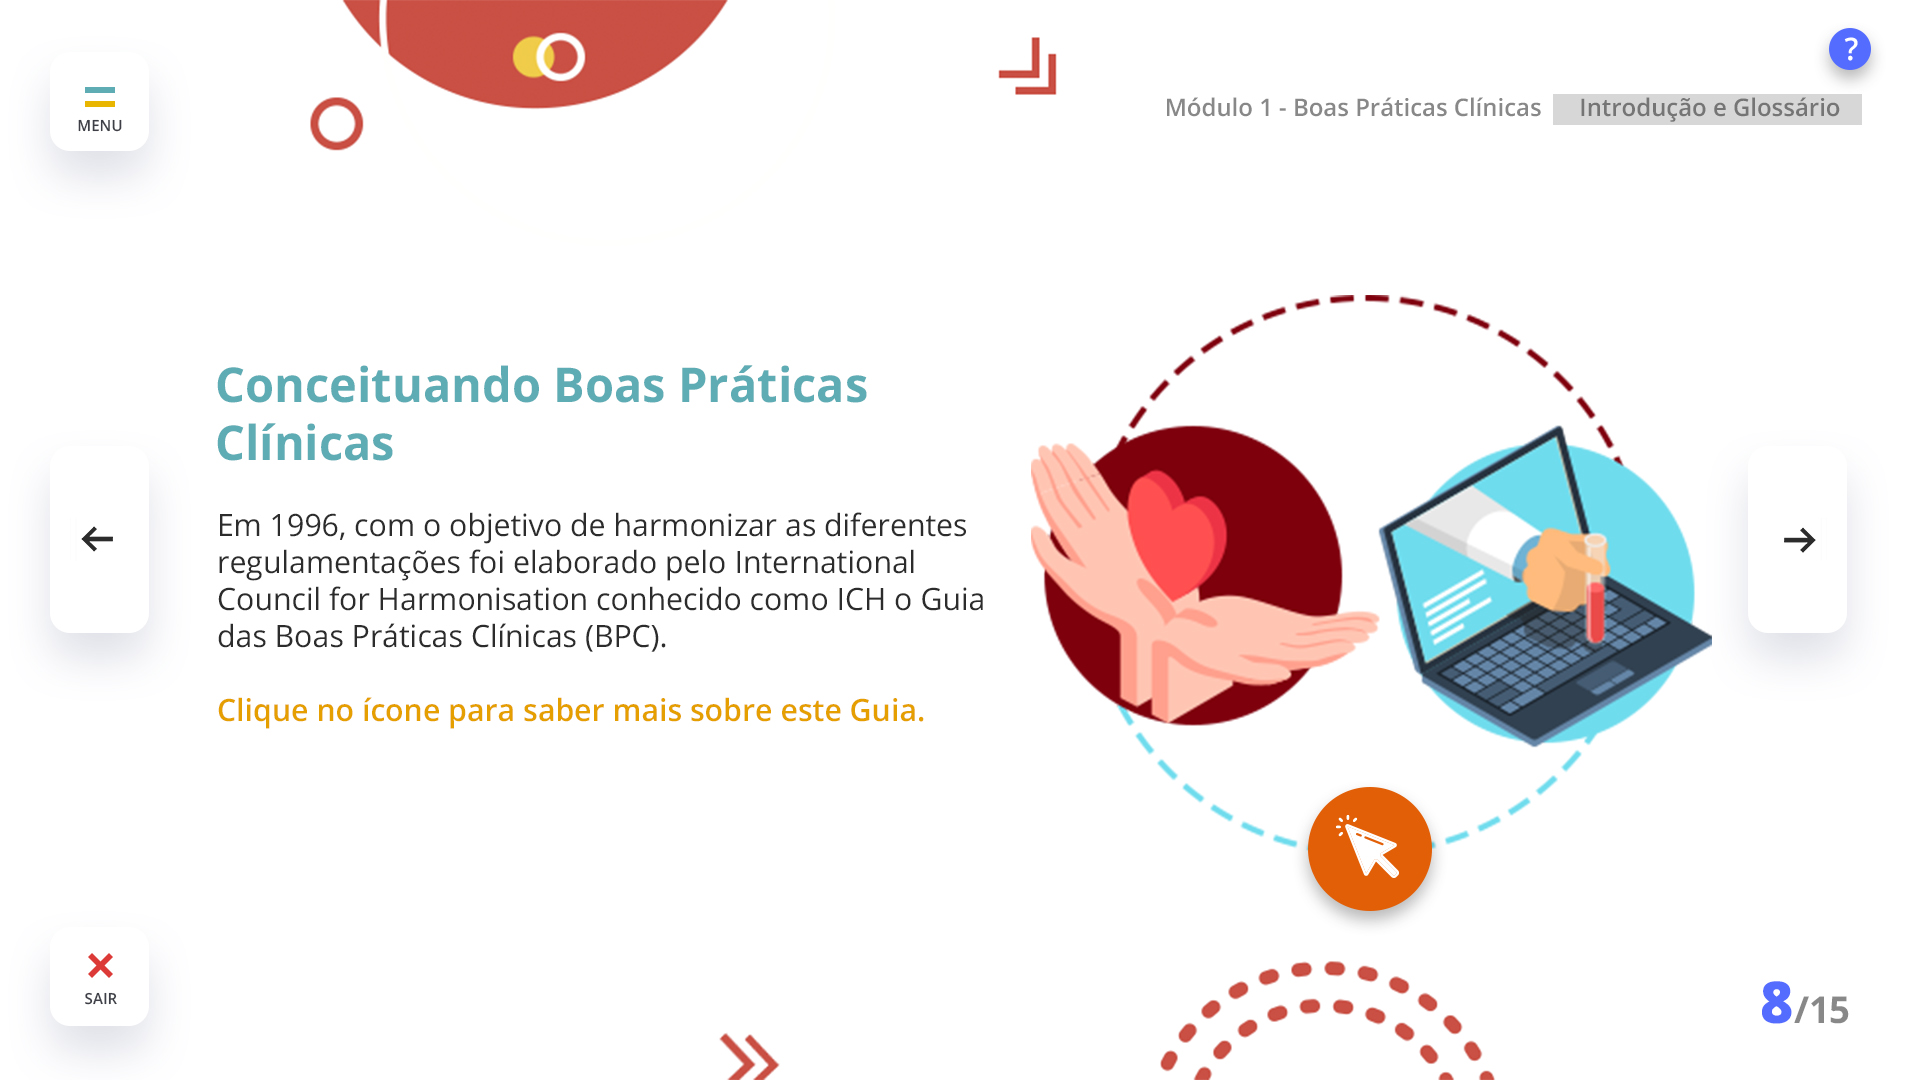 ?
MENU
Módulo 1 - Boas Práticas Clínicas Introdução e Glossário
Conceituando Boas Práticas
Clínicas
Em 1996, com o objetivo de harmonizar as diferentes
regulamentações foi elaborado pelo International
Council for Harmonisation conhecido como ICH o Guia
das Boas Práticas Clínicas (BPC).
Clique no ícone para saber mais sobre este Guia.
SAIR
8/15